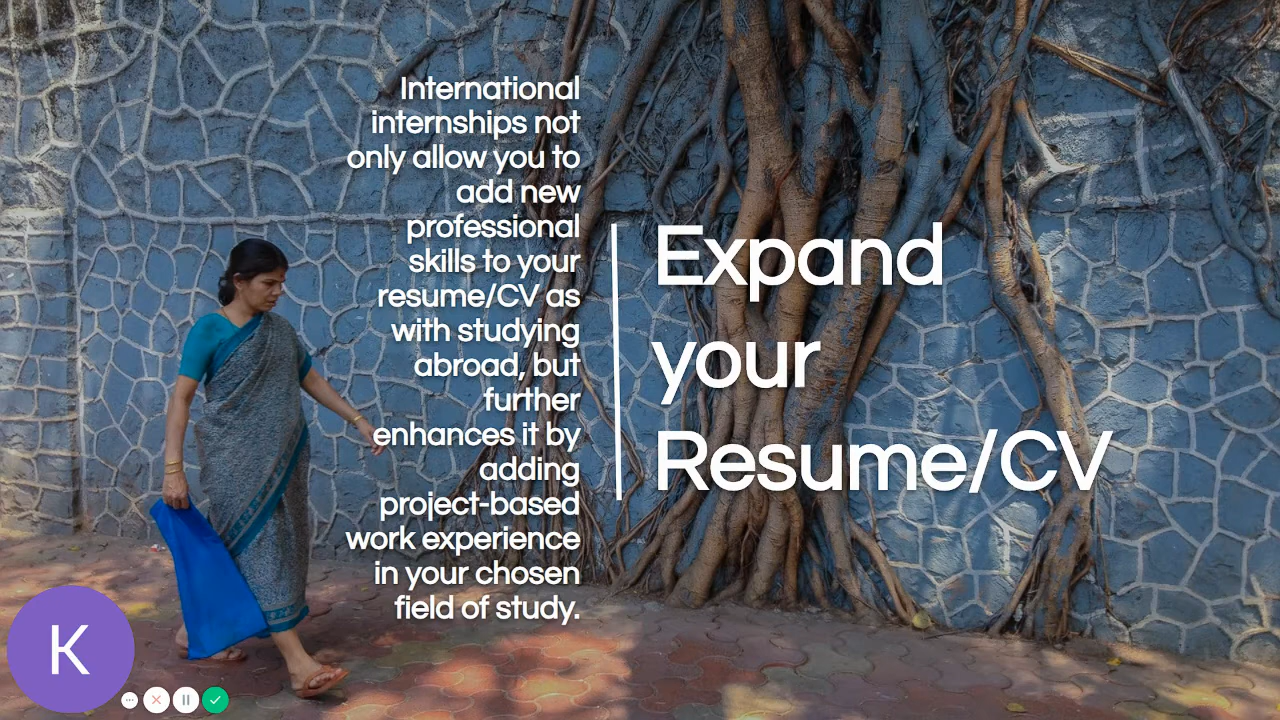 International
internships not
only allow you to
add new
professional
skills to your
resume/CV as
with studying
abroad, but
further
enhances it by
adding
project-based
work experience
in your chosen
field of study.
Expand
your
Resume/CV
K